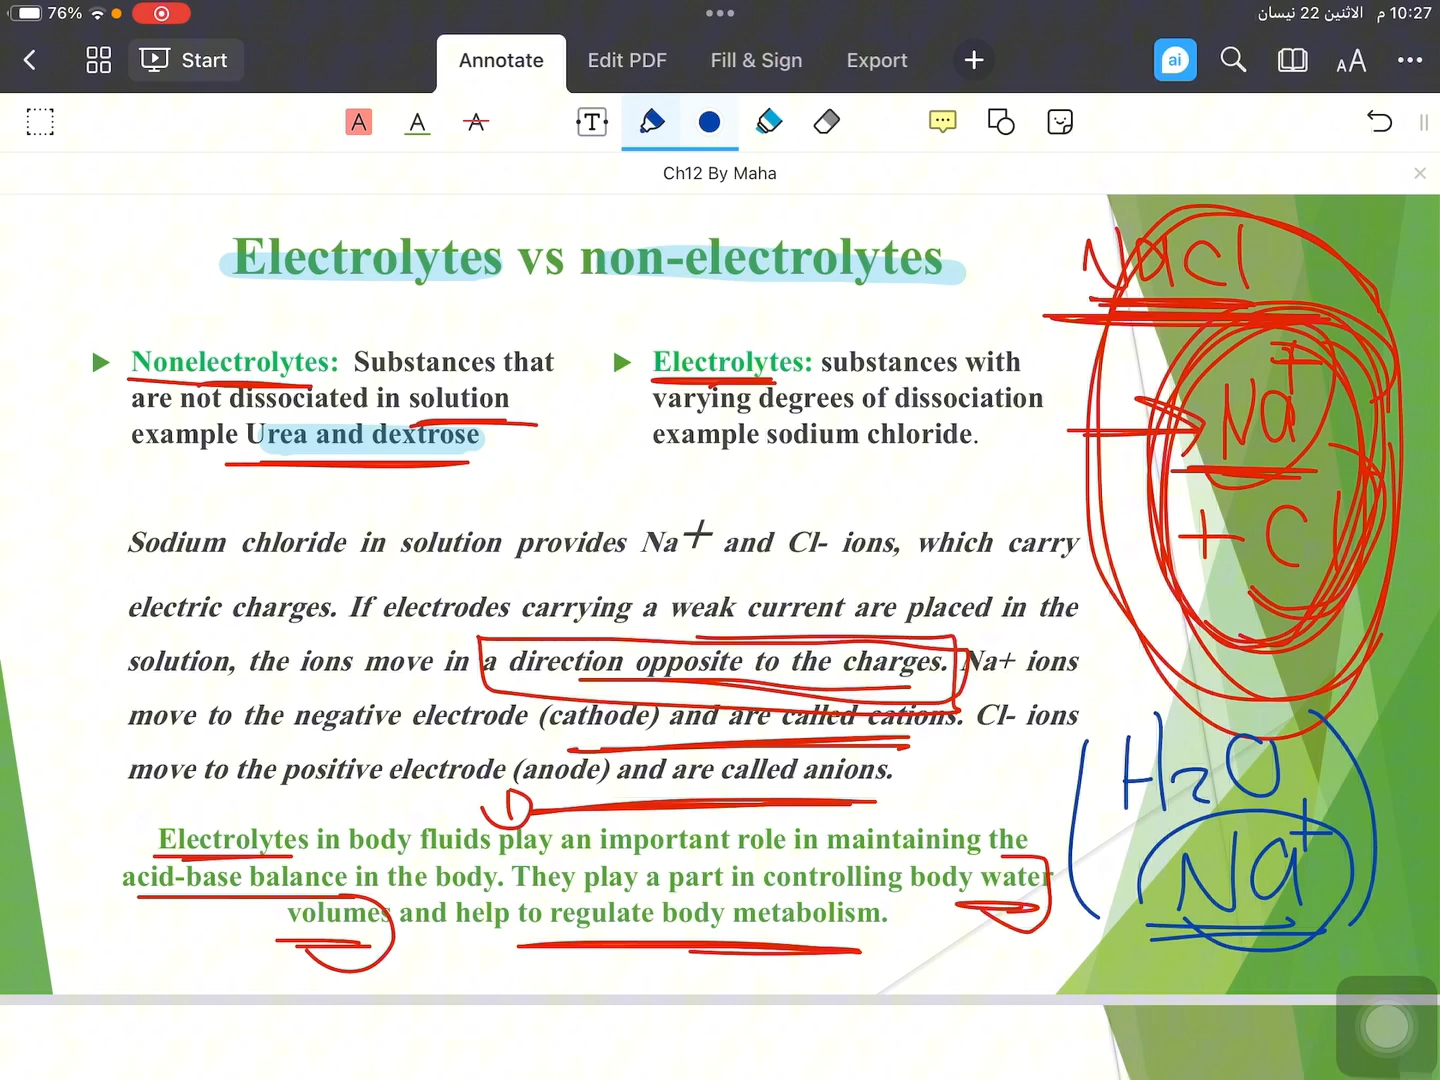 76%
10:27 م الاثنين 22 نيسان
Start
Annotate
Edit PDF
Fill & Sign
Export
ai
AA
A
A
A
T
Ch12 By Maha
Electrolytes vs non-electrolytes
Nonelectrolytes: Substances that
are not dissociated in solution
example Urea and dextrose
Electrolytes: substances with
varying degrees of dissociation
example sodium chloride.
Sodium chloride in solution provides Na+ and Cl- ions, which carry
electric charges. If electrodes carrying a weak current are placed in the
solution, the ions move in a direction opposite to the charges. Na+ ions
move to the negative electrode (cathode) and are called cations. Cl- ions
move to the positive electrode (anode) and are called anions.
Electrolytes in body fluids play an important role in maintaining the
acid-base balance in the body. They play a part in controlling body water
volumes and help to regulate body metabolism.
NaCl
Na+
+ Cl
H2O
Na+